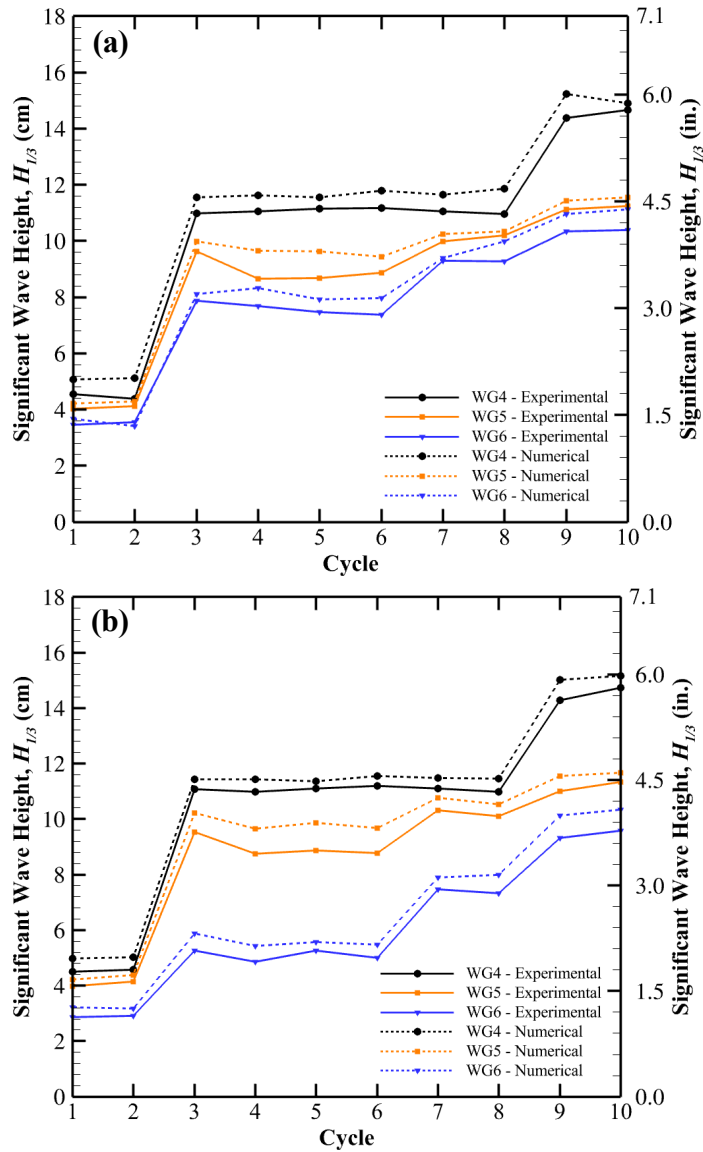 (a)
Significant Wave Height, H1/3 (cm)
18
16
14
12
10
8
6
4
2
0
7.1
6.0
4.5
3.0
1.5
0.0
Significant Wave Height, H1/3 (in.)
WG4 - Experimental
WG5 - Experimental
WG6 - Experimental
WG4 - Numerical
WG5 - Numerical
WG6 - Numerical
1 2 3 4 5 6 7 8 9 10
Cycle
(b)
Significant Wave Height, H1/3 (cm)
18
16
14
12
10
8
6
4
2
0
7.1
6.0
4.5
3.0
1.5
0.0
Significant Wave Height, H1/3 (in.)
WG4 - Experimental
WG5 - Experimental
WG6 - Experimental
WG4 - Numerical
WG5 - Numerical
WG6 - Numerical
1 2 3 4 5 6 7 8 9 10
Cycle